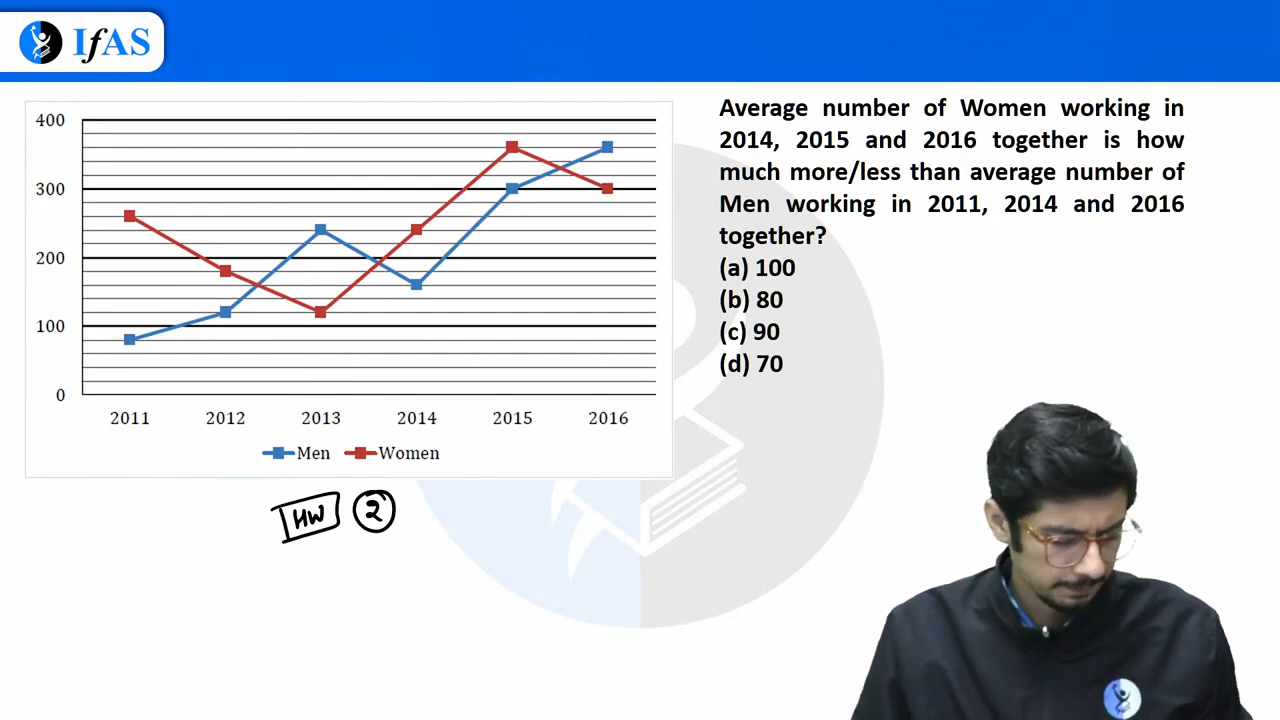 IfAS
Average number of Women working in
2014, 2015 and 2016 together is how
much more/less than average number of
Men working in 2011, 2014 and 2016
together?
(a) 100
(b) 80
(c) 90
(d) 70
400
300
200
100
0
2011 2012 2013 2014 2015 2016
Men Women
HW 2